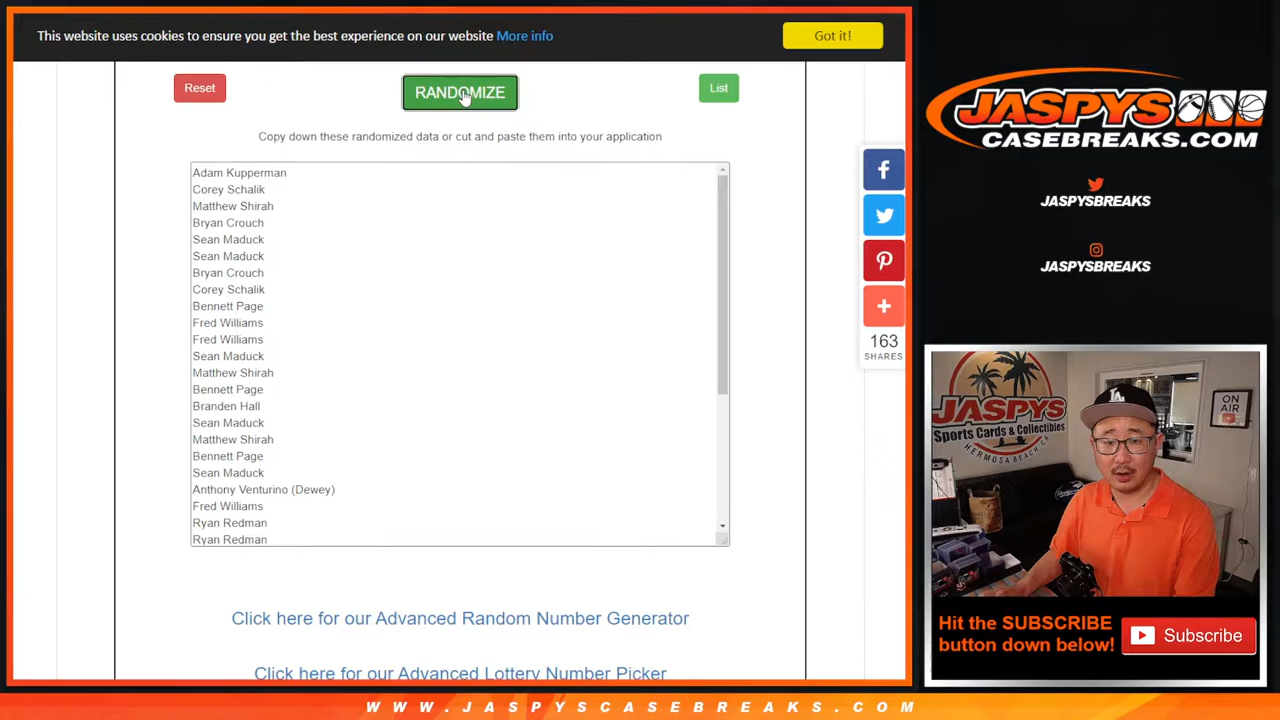 This website uses cookies to ensure you get the best experience on our website More info
Got it!
Reset
RANDOMIZE
List
Copy down these randomized data or cut and paste them into your application
Adam Kupperman
Corey Schalik
Matthew Shirah
Bryan Crouch
Sean Maduck
Sean Maduck
Bryan Crouch
Corey Schalik
Bennett Page
Fred Williams
Fred Williams
Sean Maduck
Matthew Shirah
Bennett Page
Branden Hall
Sean Maduck
Matthew Shirah
Bennett Page
Sean Maduck
Anthony Venturino (Dewey)
Fred Williams
Ryan Redman
Ryan Redman
163
SHARES
Click here for our Advanced Random Number Generator
Click here for our Advanced Lottery Number Picker
JASPYS
CASEBREAKS.COM
JASPYSBREAKS
JASPYSBREAKS
JASPYS
Sports Cards & Collectibles
HERMOSA BEACH CA
ON
AIR
LA
Hit the SUBSCRIBE
button down below!
Subscribe
WWW.JASPYSCASEBREAKS.COM